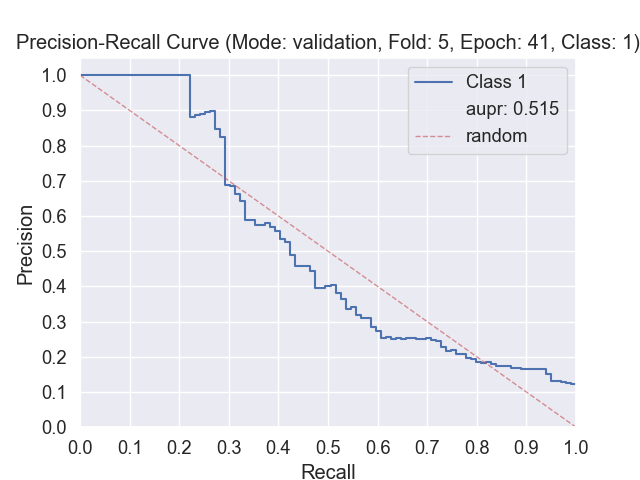 Precision-Recall Curve (Mode: validation, Fold: 5, Epoch: 41, Class: 1)
1.0
0.9
0.8
0.7
0.6
0.5
0.4
0.3
0.2
0.1
0.0
Precision
Class 1
aupr: 0.515
random
0.0 0.1 0.2 0.3 0.4 0.5 0.6 0.7 0.8 0.9 1.0
Recall